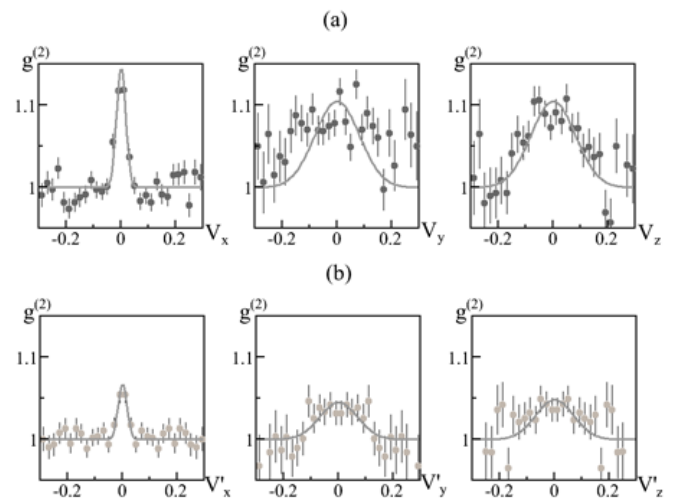 (a)
g(2) g(2) g(2)
1.1 1.1 1.1
1 1 1
-0.2 0 0.2 Vx -0.2 0 0.2 Vy -0.2 0 0.2 Vz
(b)
g(2) g(2) g(2)
1.1 1.1 1.1
1 1 1
-0.2 0 0.2 V'x -0.2 0 0.2 V'y -0.2 0 0.2 V'z